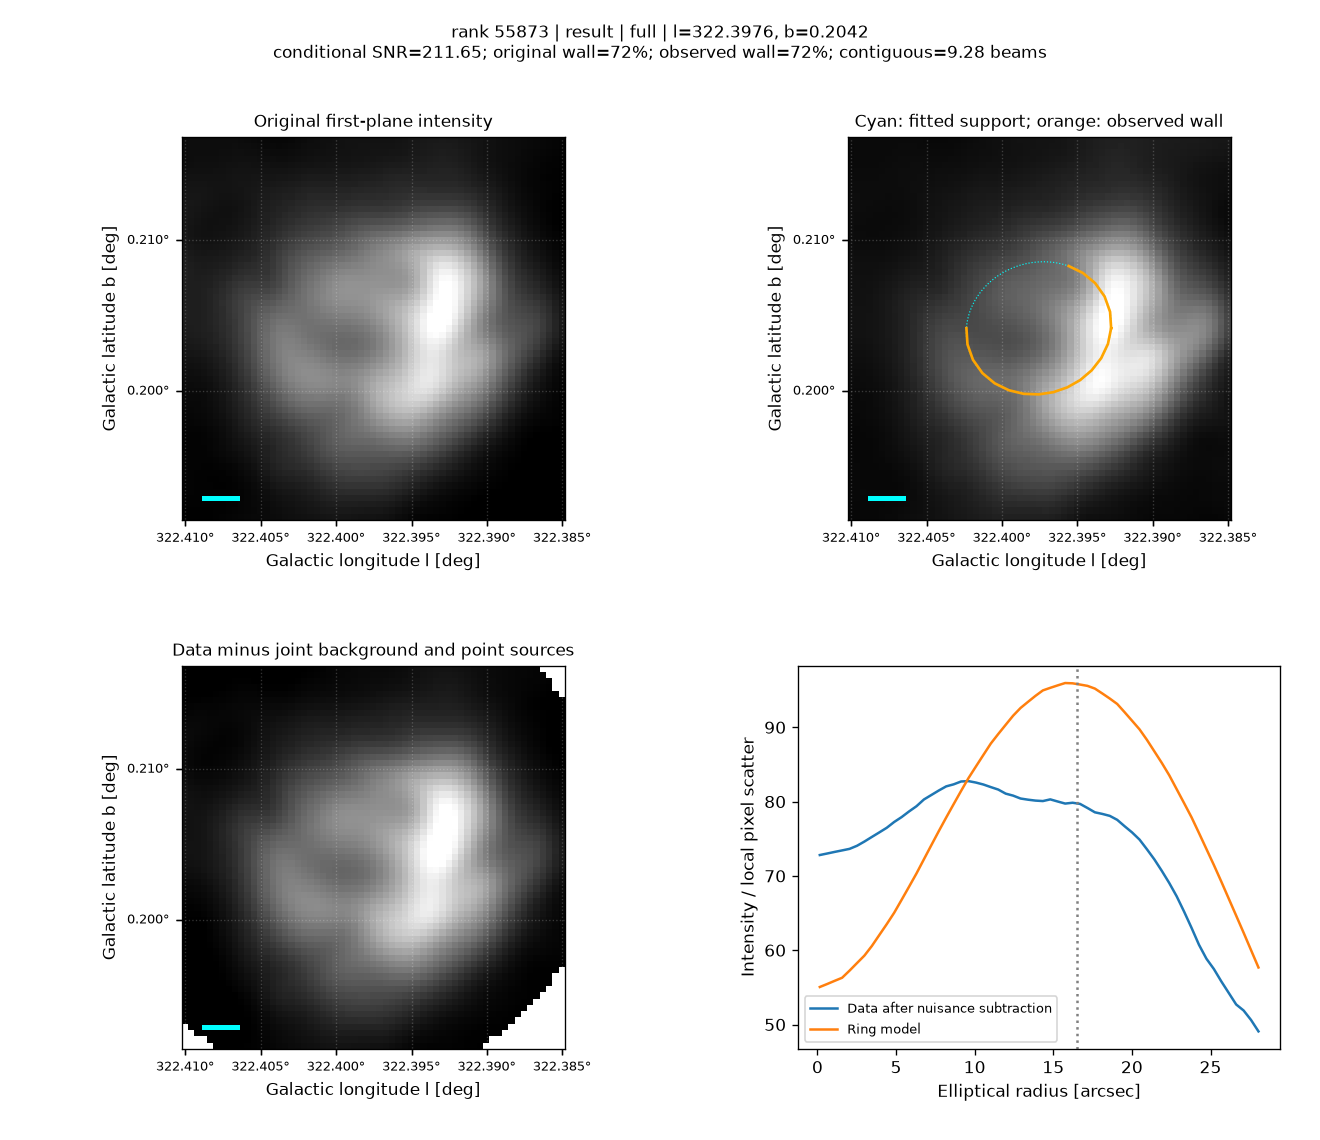 rank 55873 | result | full | l=322.3976, b=0.2042
conditional SNR=211.65; original wall=72%; observed wall=72%; contiguous=9.28 beams
Original first-plane intensity
Galactic latitude b [deg]
0.210°
0.200°
322.410° 322.405° 322.400° 322.395° 322.390° 322.385°
Galactic longitude l [deg]
Cyan: fitted support; orange: observed wall
Galactic latitude b [deg]
0.210°
0.200°
322.410° 322.405° 322.400° 322.395° 322.390° 322.385°
Galactic longitude l [deg]
Data minus joint background and point sources
Galactic latitude b [deg]
0.210°
0.200°
322.410° 322.405° 322.400° 322.395° 322.390° 322.385°
Galactic longitude l [deg]
Intensity / local pixel scatter
90
80
70
60
50
Data after nuisance subtraction
Ring model
0 5 10 15 20 25
Elliptical radius [arcsec]